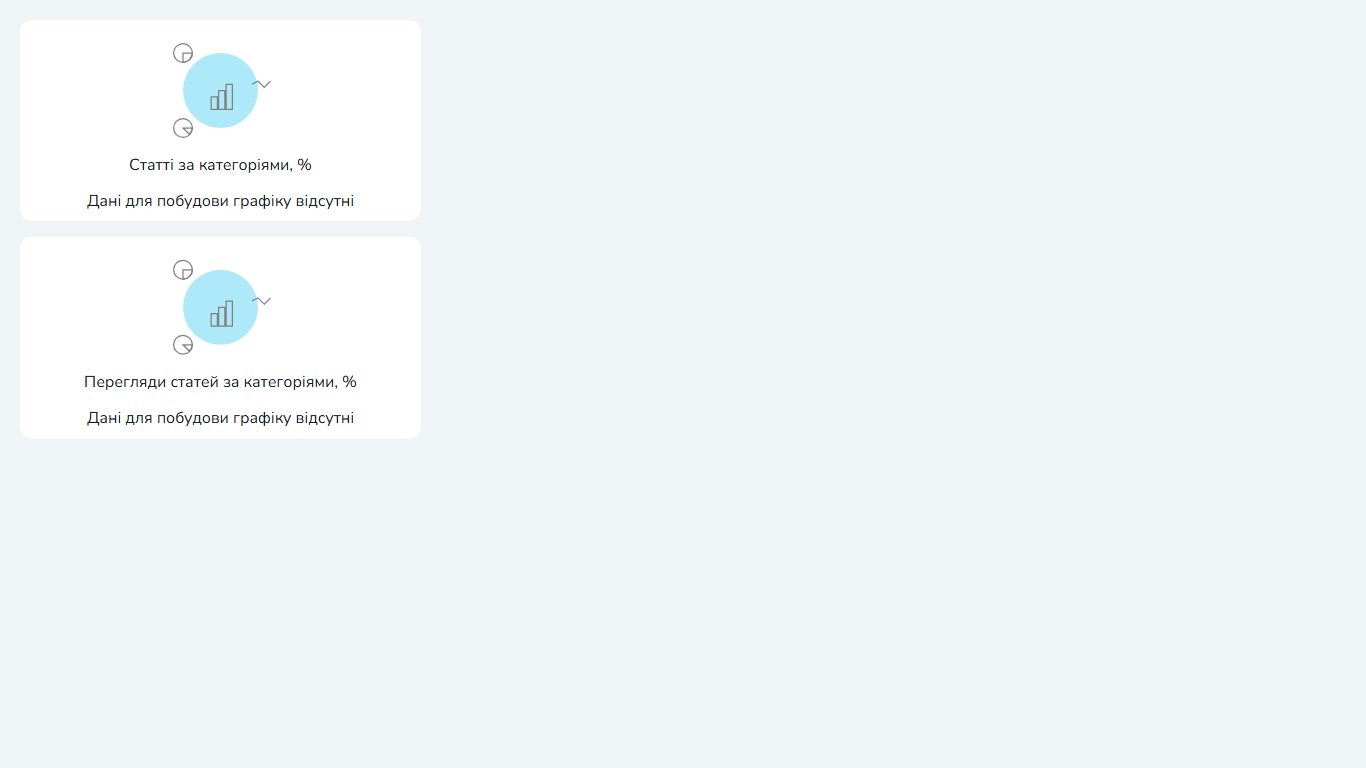 Статті за категоріями, %
Дані для побудови графіку відсутні
Перегляди статей за категоріями, %
Дані для побудови графіку відсутні